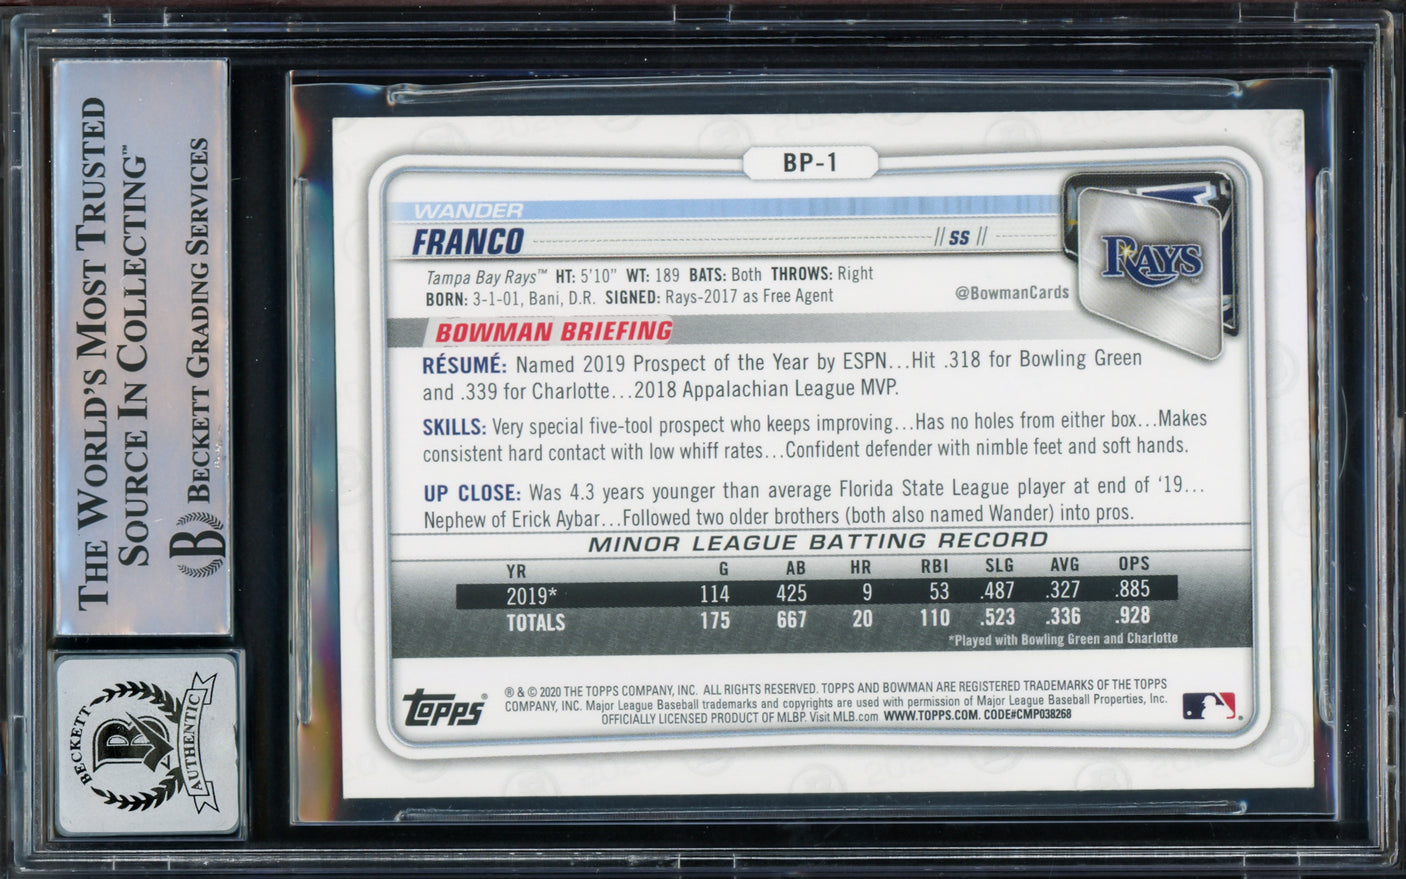 THE WORLD'S MOST TRUSTED
SOURCE IN COLLECTING™
BECKETT GRADING SERVICES
BECKETT
AUTHENTIC
BP-1
WANDER
FRANCO
// SS //
RAYS
Tampa Bay Rays™ HT: 5'10" WT: 189 BATS: Both THROWS: Right
BORN: 3-1-01, Bani, D.R. SIGNED: Rays-2017 as Free Agent
@BowmanCards
BOWMAN BRIEFING
RÉSUMÉ: Named 2019 Prospect of the Year by ESPN...Hit .318 for Bowling Green
and .339 for Charlotte...2018 Appalachian League MVP.
SKILLS: Very special five-tool prospect who keeps improving...Has no holes from either box...Makes
consistent hard contact with low whiff rates...Confident defender with nimble feet and soft hands.
UP CLOSE: Was 4.3 years younger than average Florida State League player at end of '19...
Nephew of Erick Aybar...Followed two older brothers (both also named Wander) into pros.
MINOR LEAGUE BATTING RECORD
YR G AB HR RBI SLG AVG OPS
2019* 114 425 9 53 .487 .327 .885
TOTALS 175 667 20 110 .523 .336 .928
*Played with Bowling Green and Charlotte
Topps®
® & © 2020 THE TOPPS COMPANY, INC. ALL RIGHTS RESERVED. TOPPS AND BOWMAN ARE REGISTERED TRADEMARKS OF THE TOPPS
COMPANY, INC. Major League Baseball trademarks and copyrights are used with permission of Major League Baseball Properties, Inc.
OFFICIALLY LICENSED PRODUCT OF MLBP. Visit MLB.com WWW.TOPPS.COM. CODE#CMP038268